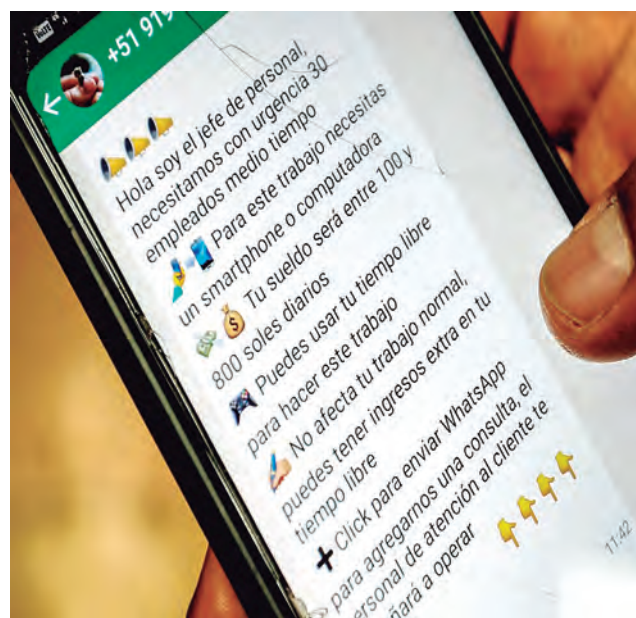 +51 919
Hola soy el jefe de personal,
necesitamos con urgencia 30
empleados medio tiempo
Para este trabajo necesitas
un smartphone o computadora
Tu sueldo será entre 100 y
800 soles diarios
Puedes usar tu tiempo libre
para hacer este trabajo
No afecta tu trabajo normal,
puedes tener ingresos extra en tu
tiempo libre
Click para enviar WhatsApp
para agregarnos una consulta, el
personal de atención al cliente te
ñará a operar
11:42